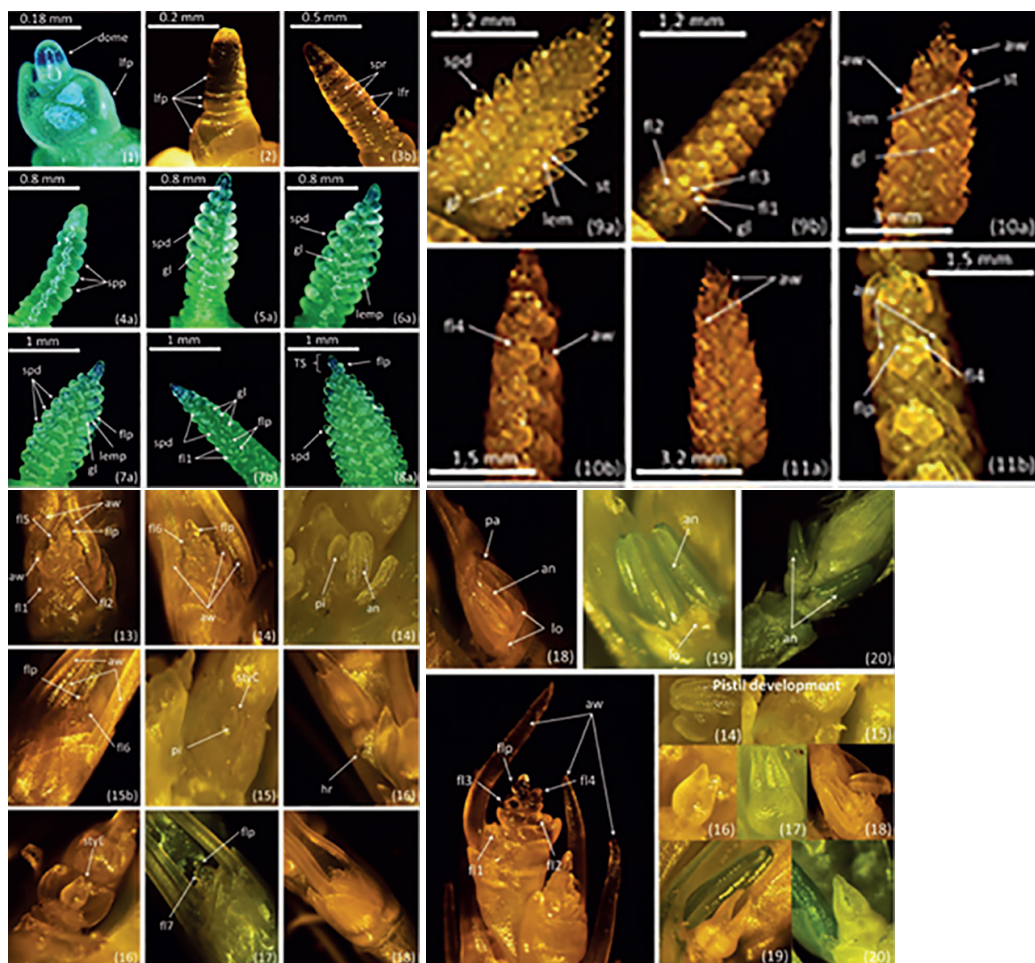 0.18 mm
dome
lfp
(1)
0.2 mm
lfp
(2)
0.5 mm
spr
lfr
(3b)
0.8 mm
spp
(4a)
0.8 mm
spd
gl
(5a)
0.8 mm
spd
gl
lemp
(6a)
1 mm
spd
flp
lemp
gl
(7a)
1 mm
gl
flp
spd
fl1
(7b)
1 mm
TS
flp
spd
(8a)
1,2 mm
spd
st
lem
(9a)
1,2 mm
fl2
fl3
fl1
gl
(9b)
aw
aw
st
lem
gl
(10a)
fl4
aw
1,5 mm
(10b)
aw
3,2 mm
(11a)
1,5 mm
aw
fl4
flp
(11b)
fl5
aw
flp
aw
fl1
fl2
(13)
fl6
flp
aw
(14)
pi
an
(14)
flp
aw
fl6
(15b)
styC
pi
(15)
hr
(16)
styC
(16)
flp
fl7
(17)
(18)
pa
an
lo
(18)
an
lo
(19)
an
(20)
aw
flp
fl3
fl4
fl1
fl2
Pistil development
(14)
(15)
(16)
(17)
(18)
(19)
(20)